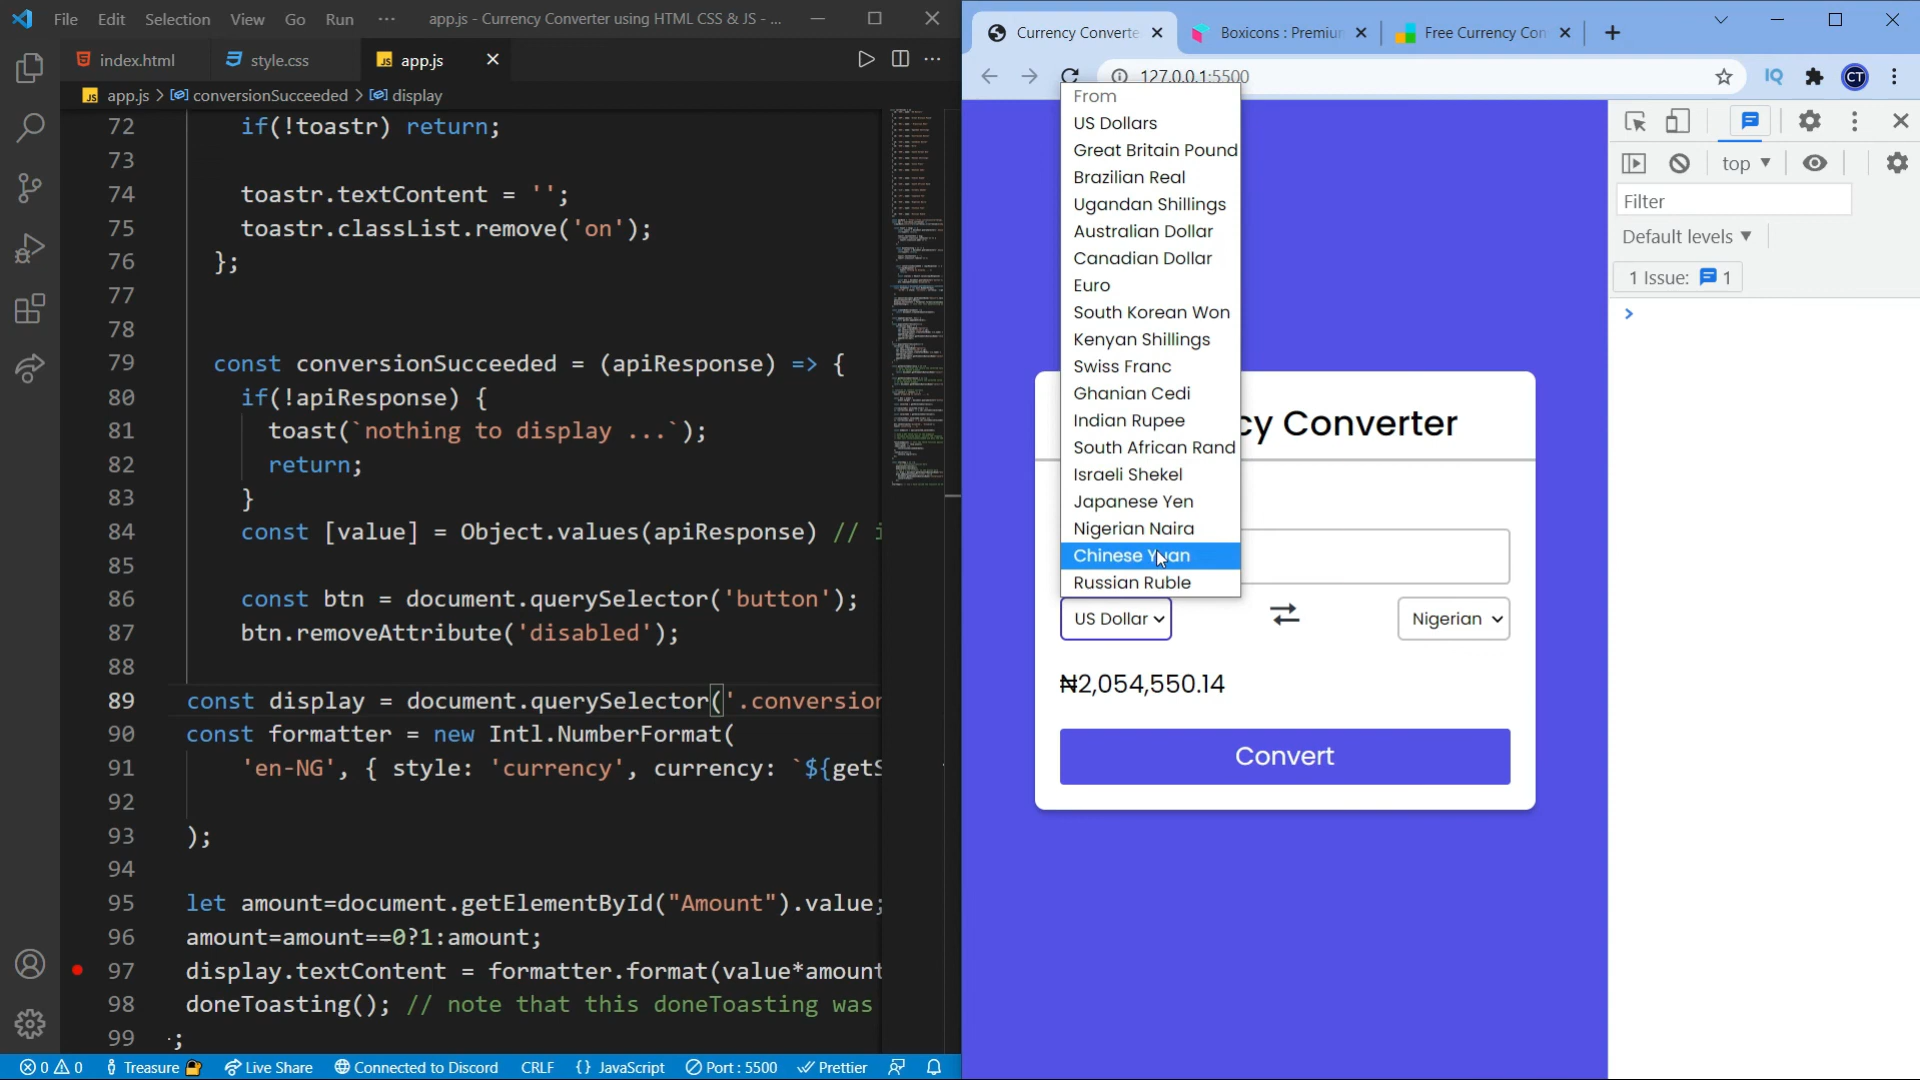 File Edit Selection View Go Run ··· app.js - Currency Converter using HTML CSS & JS - ...
index.html style.css JS app.js
JS app.js > conversionSucceeded > display
72 if(!toastr) return;
73
74 toastr.textContent = '';
75 toastr.classList.remove('on');
76 };
77
78
79 const conversionSucceeded = (apiResponse) => {
80 if(!apiResponse) {
81 toast(`nothing to display ...`);
82 return;
83 }
84 const [value] = Object.values(apiResponse) //
85
86 const btn = document.querySelector('button');
87 btn.removeAttribute('disabled');
88
89 const display = document.querySelector('.conversion
90 const formatter = new Intl.NumberFormat(
91 'en-NG', { style: 'currency', currency: `${getS
92
93 );
94
95 let amount=document.getElementById("Amount").value;
96 amount=amount==0?1:amount;
97 display.textContent = formatter.format(value*amount
98 doneToasting(); // note that this doneToasting was
99 ;
0 0 Treasure Live Share Connected to Discord CRLF {} JavaScript Port : 5500 Prettier
Currency Converte Boxicons : Premium Free Currency Con
127.0.0.1:5500 IQ CT
From
US Dollars
Great Britain Pound
Brazilian Real
Ugandan Shillings
Australian Dollar
Canadian Dollar
Euro
South Korean Won
Kenyan Shillings
Swiss Franc
Ghanian Cedi
Indian Rupee
South African Rand
Israeli Shekel
Japanese Yen
Nigerian Naira
Chinese Yuan
Russian Ruble
cy Converter
US Dollar Nigerian
₦2,054,550.14
Convert
top
Filter
Default levels
1 Issue: 1